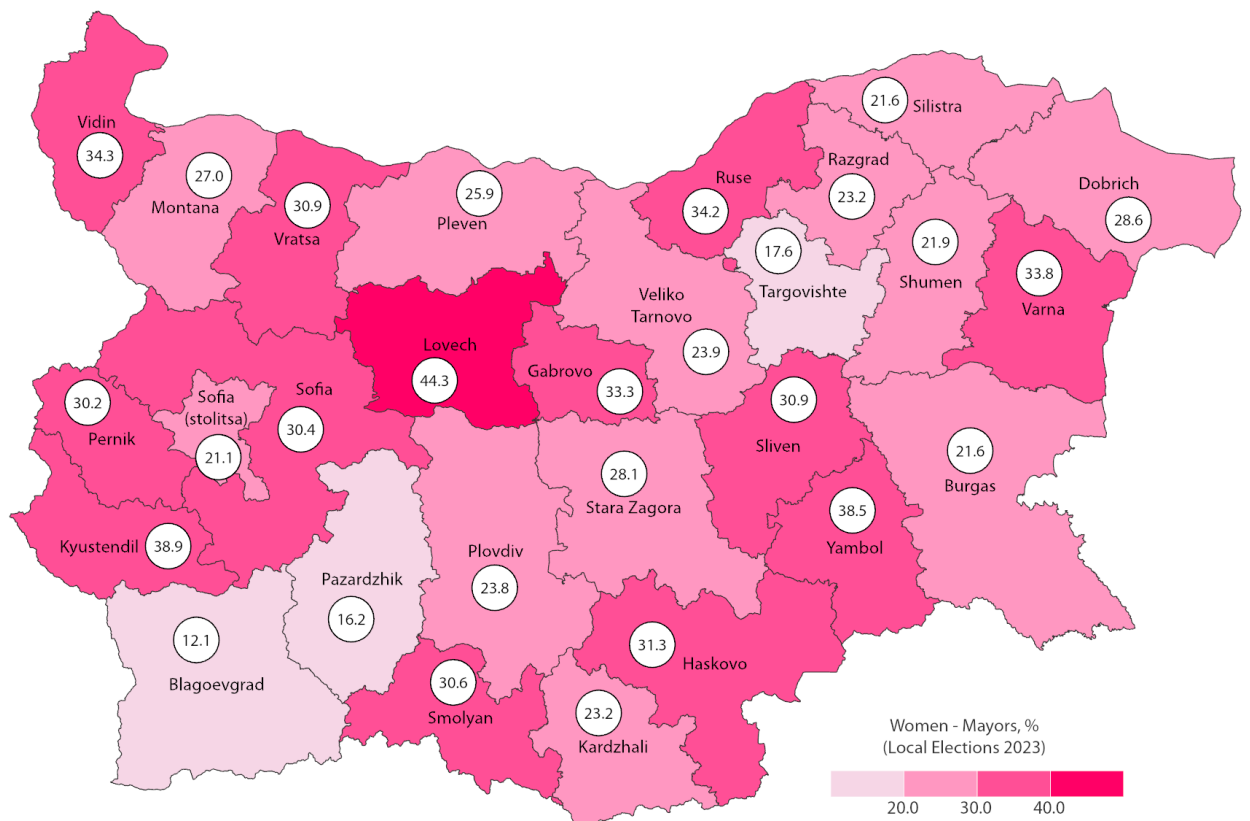 Vidin
34.3
27.0
Montana
30.9
Vratsa
25.9
Pleven
Ruse
34.2
21.6
Silistra
Razgrad
23.2
Dobrich
28.6
17.6
Targovishte
21.9
Shumen
33.8
Varna
Veliko
Tarnovo
23.9
Lovech
44.3
Gabrovo
33.3
30.2
Pernik
Sofia
(stolitsa)
21.1
Sofia
30.4
30.9
Sliven
21.6
Burgas
28.1
Stara Zagora
38.5
Yambol
Kyustendil
38.9
Plovdiv
23.8
Pazardzhik
16.2
12.1
Blagoevgrad
31.3
Haskovo
30.6
Smolyan
23.2
Kardzhali
Women - Mayors, %
(Local Elections 2023)
20.0 30.0 40.0